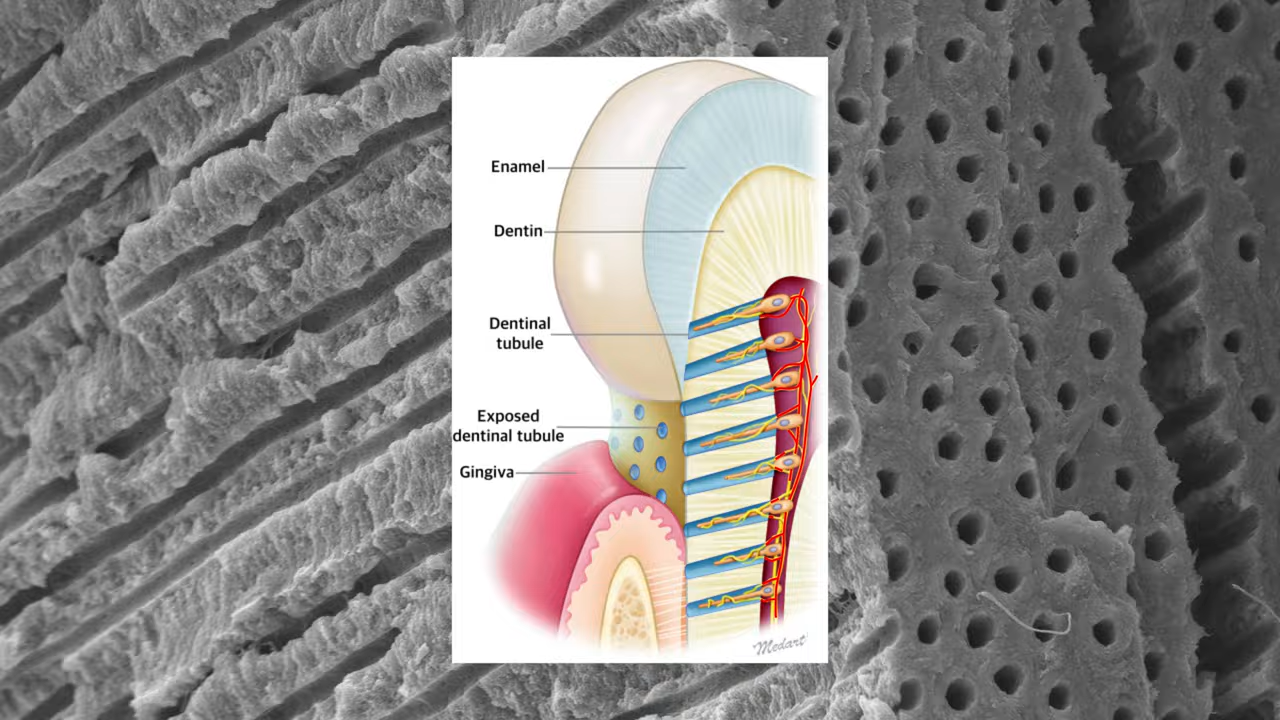 Enamel
Dentin
Dentinal
tubule
Exposed
dentinal tubule
Gingiva
Medart